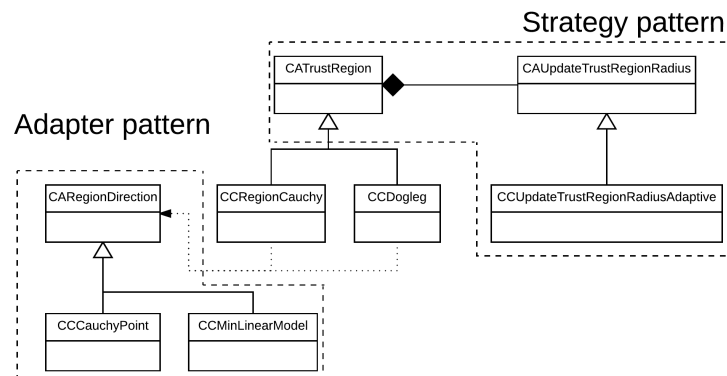 Strategy pattern
CATrustRegion
CAUpdateTrustRegionRadius
Adapter pattern
CARegionDirection
CCRegionCauchy
CCDogleg
CCUpdateTrustRegionRadiusAdaptive
CCCauchyPoint
CCMinLinearModel